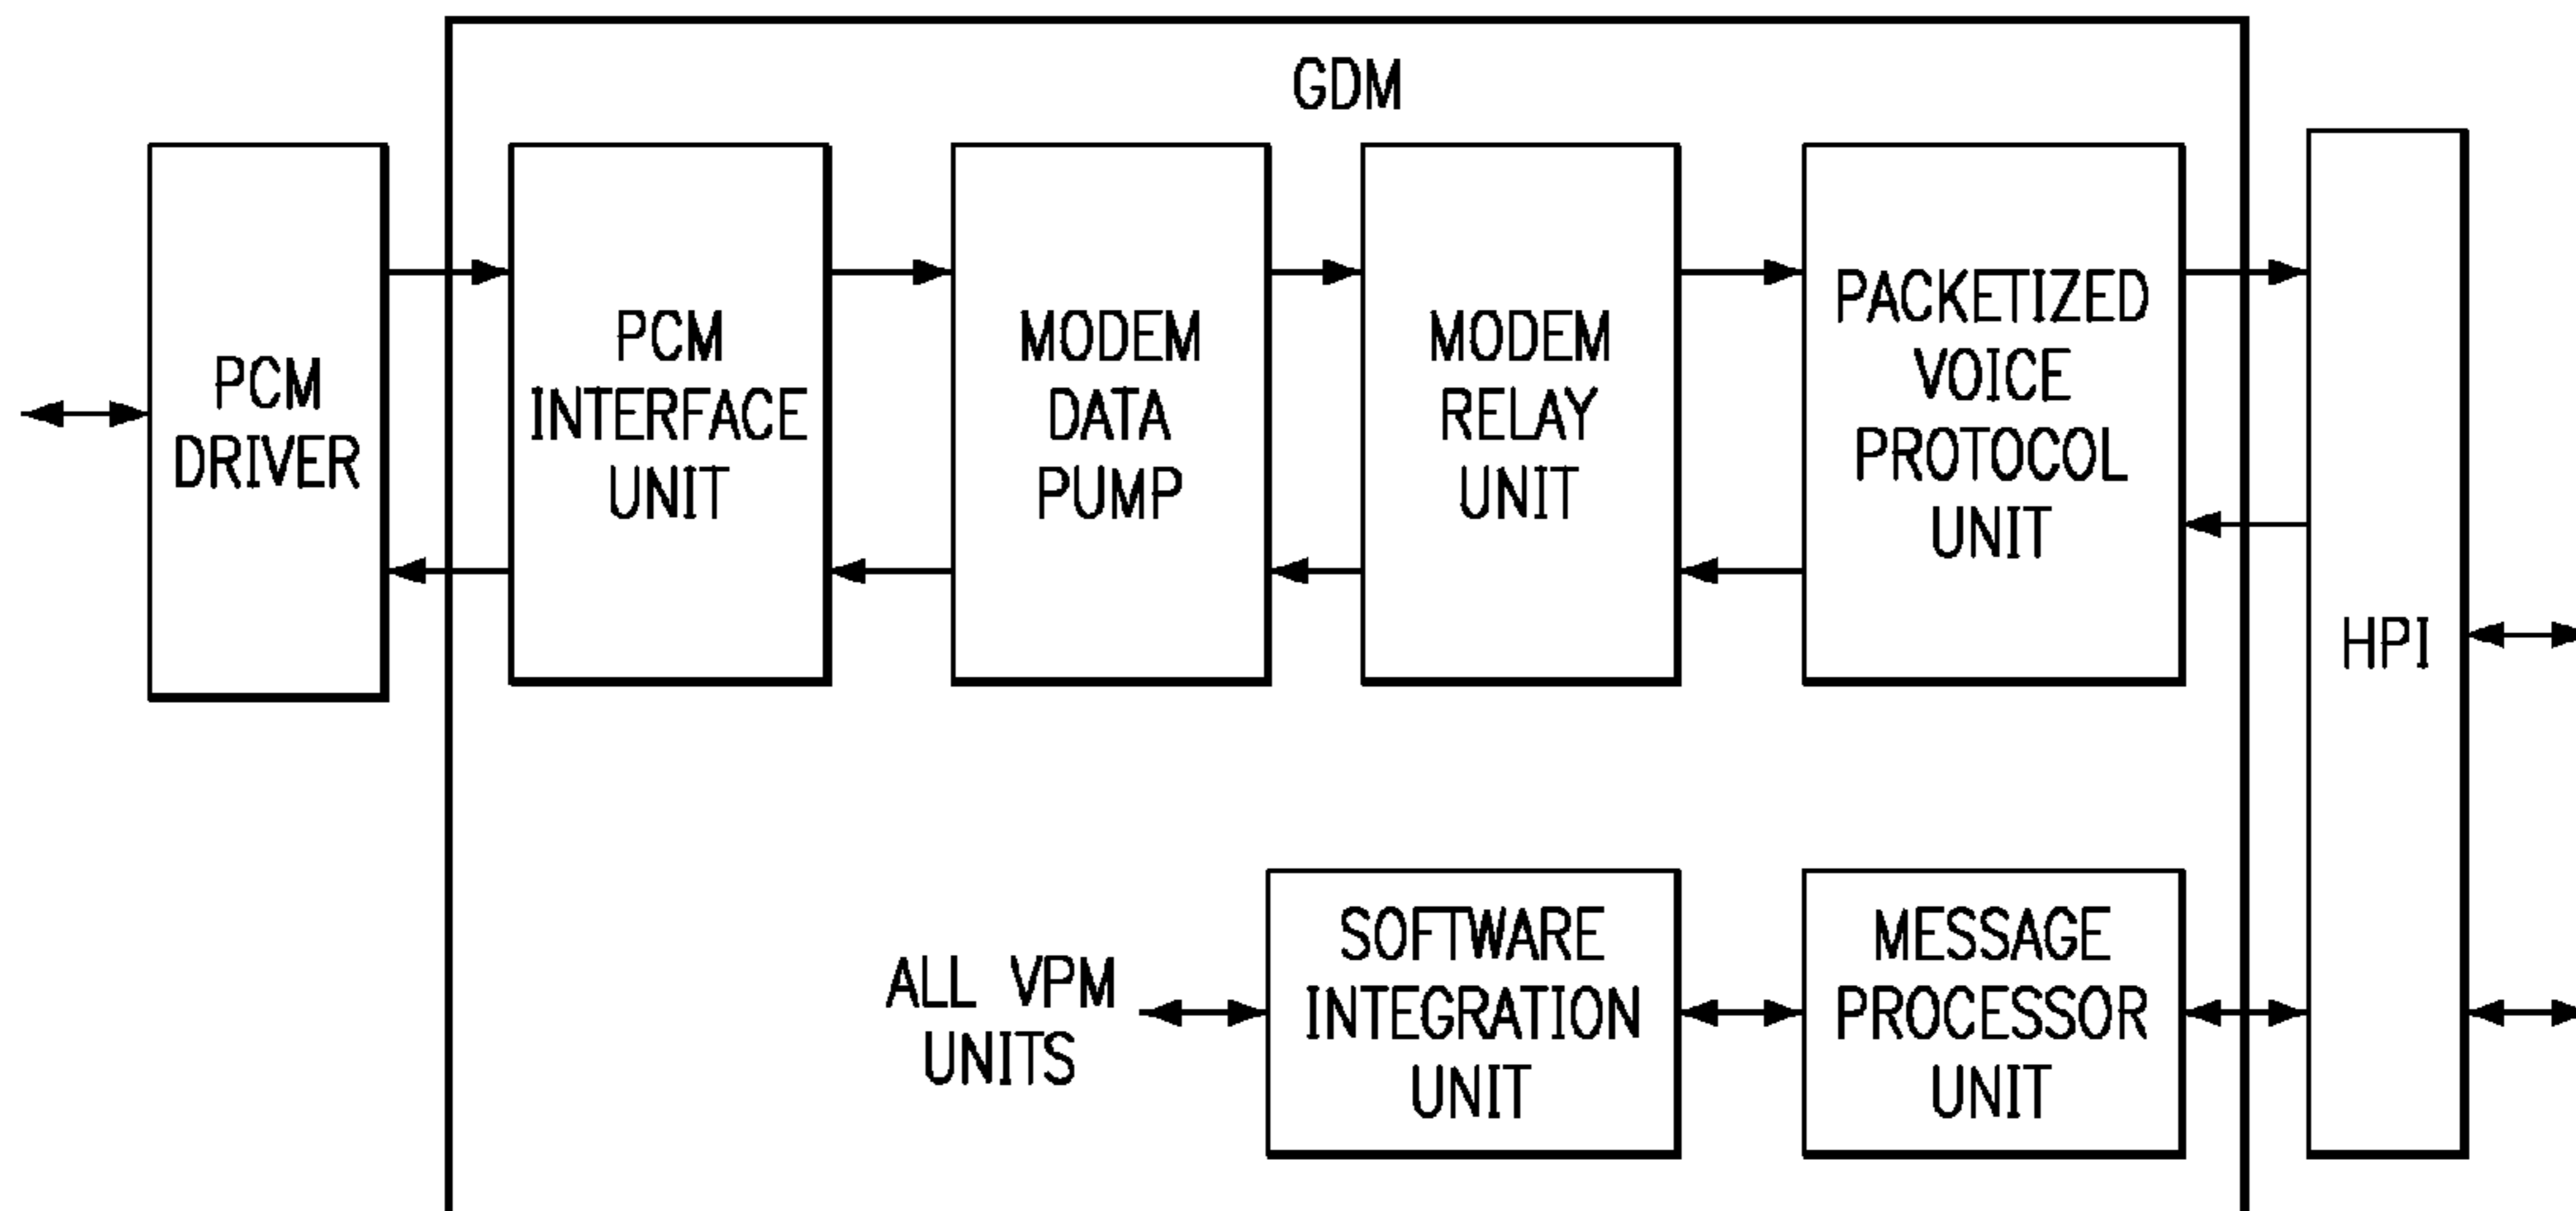 GDM
PCM
DRIVER
PCM
INTERFACE
UNIT
MODEM
DATA
PUMP
MODEM
RELAY
UNIT
PACKETIZED
VOICE
PROTOCOL
UNIT
HPI
ALL VPM
UNITS
SOFTWARE
INTEGRATION
UNIT
MESSAGE
PROCESSOR
UNIT